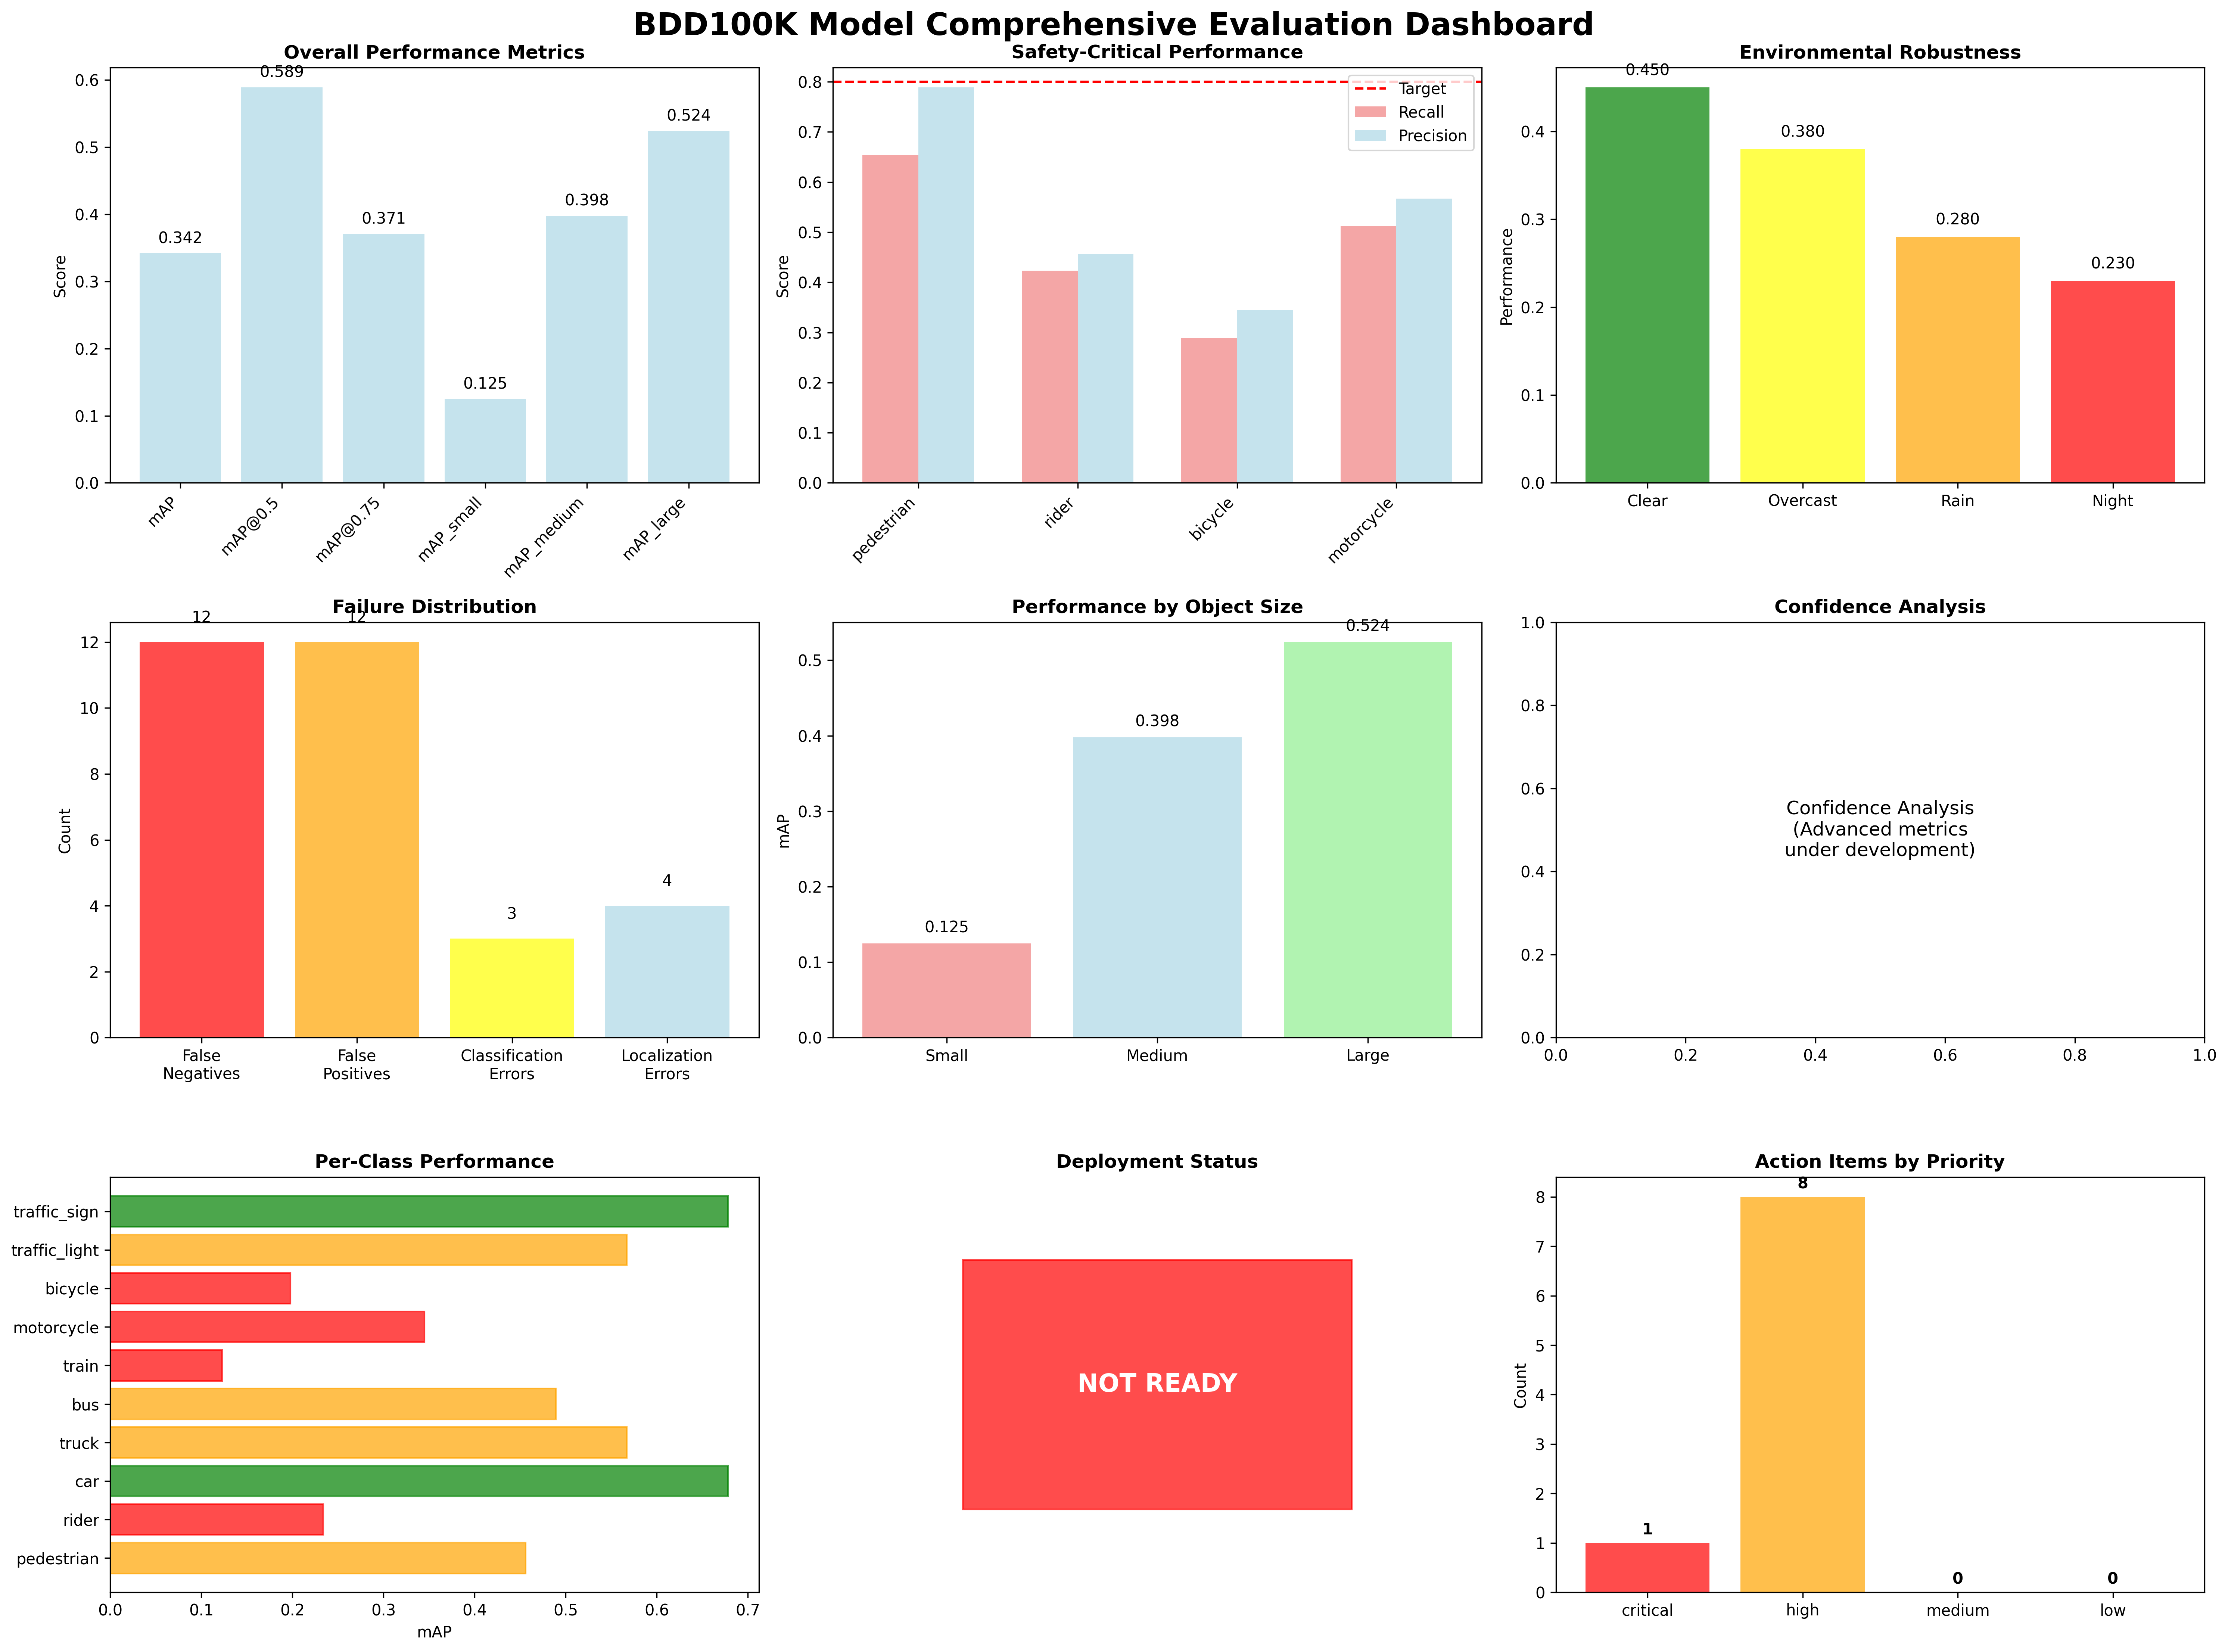 BDD100K Model Comprehensive Evaluation Dashboard
Overall Performance Metrics
Score
0.6
0.5
0.4
0.3
0.2
0.1
0.0
0.342
0.589
0.371
0.125
0.398
0.524
mAP
mAP@0.5
mAP@0.75
mAP_small
mAP_medium
mAP_large
Safety-Critical Performance
Score
0.8
0.7
0.6
0.5
0.4
0.3
0.2
0.1
0.0
Target
Recall
Precision
pedestrian
rider
bicycle
motorcycle
Environmental Robustness
Performance
0.4
0.3
0.2
0.1
0.0
0.450
0.380
0.280
0.230
Clear
Overcast
Rain
Night
Failure Distribution
Count
12
10
8
6
4
2
0
12
12
3
4
False
Negatives
False
Positives
Classification
Errors
Localization
Errors
Performance by Object Size
mAP
0.5
0.4
0.3
0.2
0.1
0.0
0.125
0.398
0.524
Small
Medium
Large
Confidence Analysis
1.0
0.8
0.6
0.4
0.2
0.0
Confidence Analysis
(Advanced metrics
under development)
0.0
0.2
0.4
0.6
0.8
1.0
Per-Class Performance
traffic_sign
traffic_light
bicycle
motorcycle
train
bus
truck
car
rider
pedestrian
0.0
0.1
0.2
0.3
0.4
0.5
0.6
0.7
mAP
Deployment Status
NOT READY
Action Items by Priority
Count
8
7
6
5
4
3
2
1
0
1
8
0
0
critical
high
medium
low